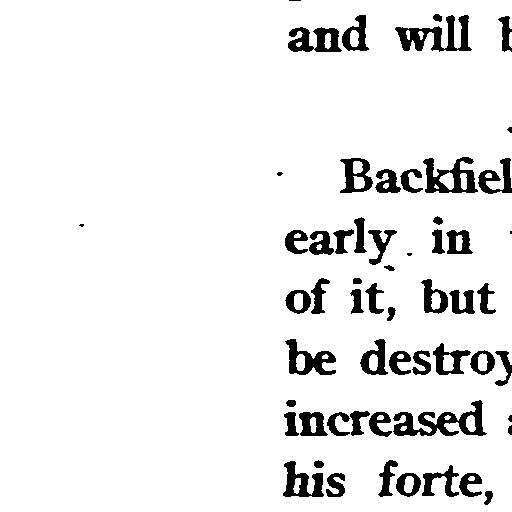 and will
Backfiel
early in
of it, but
be destroy
increased
his forte,